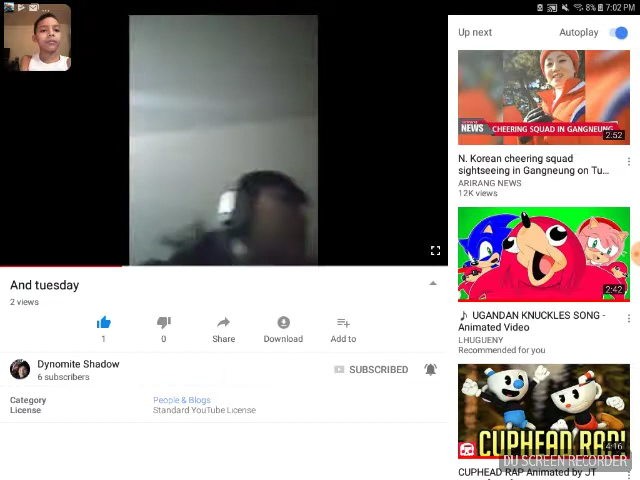 8% 7:02 PM
Up next
Autoplay
NEWS
CHEERING SQUAD IN GANGNEUNG
2:52
N. Korean cheering squad
sightseeing in Gangneung on Tu...
ARIRANG NEWS
12K views
2:42
♪ UGANDAN KNUCKLES SONG -
Animated Video
LHUGUENY
Recommended for you
4:16
CUPHEAD RAP!
DU SCREEN RECORDER
CUPHEAD RAP Animated by JT
And tuesday
2 views
1
0
Share
Download
Add to
Dynomite Shadow
6 subscribers
SUBSCRIBED
Category
People & Blogs
License
Standard YouTube License